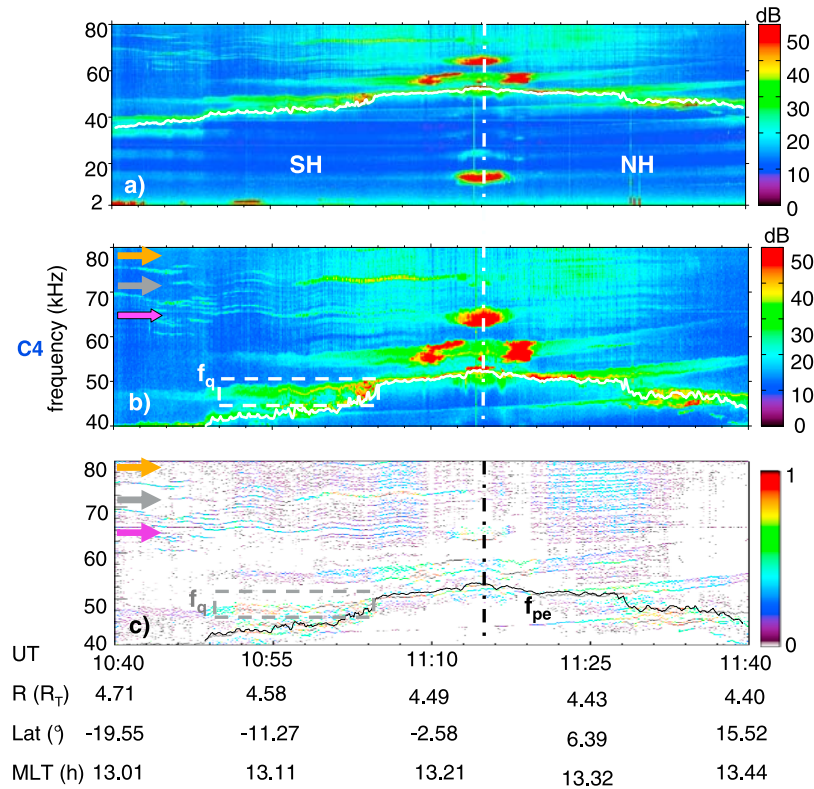 dB
80
60
40
20
2
SH
NH
a)
50
40
30
20
10
0
dB
C4
frequency (kHz)
80
70
60
50
40
f_q
b)
50
40
30
20
10
0
80
70
60
50
40
f_q
c)
f_pe
1
0
UT
10:40 10:55 11:10 11:25 11:40
R (R_T) 4.71 4.58 4.49 4.43 4.40
Lat (°) -19.55 -11.27 -2.58 6.39 15.52
MLT (h) 13.01 13.11 13.21 13.32 13.44